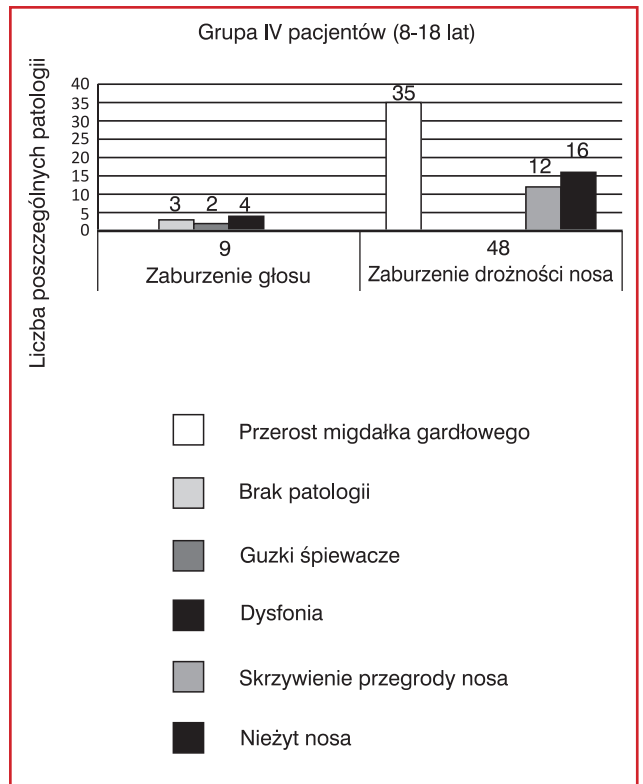 Grupa IV pacjentów (8-18 lat)
Liczba poszczególnych patologii
40
35
30
25
20
15
10
5
0
3
2
4
35
12
16
9
48
Zaburzenie głosu
Zaburzenie drożności nosa
Przerost migdałka gardłowego
Brak patologii
Guzki śpiewacze
Dysfonia
Skrzywienie przegrody nosa
Nieżyt nosa